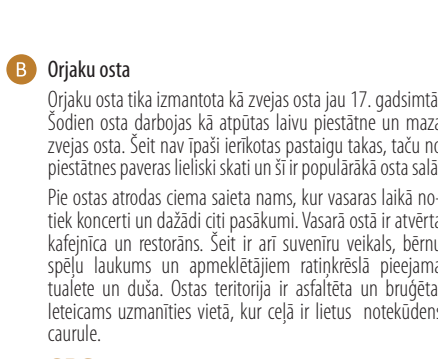 B Orjaku osta
Orjaku osta tika izmantota kā zvejas osta jau 17. gadsimtā
Šodien osta darbojas kā atpūtas laivu piestātne un maza
zvejas osta. Šeit nav īpaši ierīkotas pastaigu takas, taču no
piestātnes paveras lieliski skati un šī ir populārākā osta salā
Pie ostas atrodas ciema saieta nams, kur vasaras laikā no-
tiek koncerti un dažādi citi pasākumi. Vasarā ostā ir atvērta
kafejnīca un restorāns. Šeit ir arī suvenīru veikals, bērnu
spēļu laukums un apmeklētājiem ratiņkrēslā pieejama
tualete un duša. Ostas teritorija ir asfaltēta un bruģēta
Ieteicams uzmanīties vietā, kur ceļā ir lietus notekūdens
caurule.